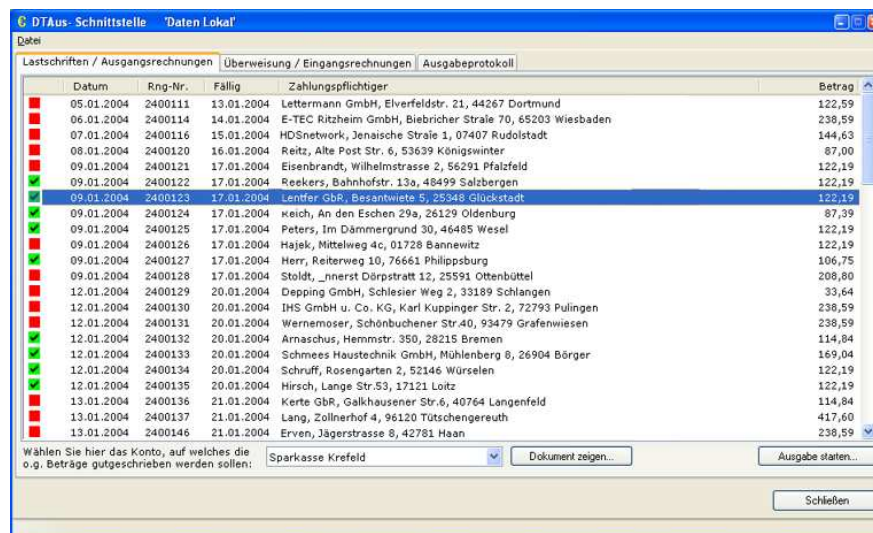 € DTAus- Schnittstelle 'Daten Lokal'
Datei
Lastschriften / Ausgangsrechnungen Überweisung / Eingangsrechnungen Ausgabeprotokoll
Datum Rng-Nr. Fällig Zahlungspflichtiger Betrag
05.01.2004 2400111 13.01.2004 Lettermann GmbH, Elverfeldstr. 21, 44267 Dortmund 122,59
06.01.2004 2400114 14.01.2004 E-TEC Ritzheim GmbH, Biebricher Straïe 70, 65203 Wiesbaden 238,59
07.01.2004 2400116 15.01.2004 HDSnetwork, Jenaische Straïe 1, 07407 Rudolstadt 144,63
08.01.2004 2400120 16.01.2004 Reitz, Alte Post Str. 6, 53639 Königswinter 87,00
09.01.2004 2400121 17.01.2004 Eisenbrandt, Wilhelmstrasse 2, 56291 Pfalzfeld 122,19
09.01.2004 2400122 17.01.2004 Reekers, Bahnhofstr. 13a, 48499 Salzbergen 122,19
09.01.2004 2400123 17.01.2004 Lentfer GbR, Besantwiete 5, 25348 Glückstadt 122,19
09.01.2004 2400124 17.01.2004 Keich, An den Eschen 29a, 26129 Oldenburg 87,39
09.01.2004 2400125 17.01.2004 Peters, Im Dämmergrund 30, 46485 Wesel 122,19
09.01.2004 2400126 17.01.2004 Hajek, Mittelweg 4c, 01728 Bannewitz 122,19
09.01.2004 2400127 17.01.2004 Herr, Reiterweg 10, 76661 Philippsburg 106,75
09.01.2004 2400128 17.01.2004 Stoldt, _nnerst Dörpstratt 12, 25591 Ottenbüttel 208,80
12.01.2004 2400129 20.01.2004 Depping GmbH, Schlesier Weg 2, 33189 Schlangen 33,64
12.01.2004 2400130 20.01.2004 IHS GmbH u. Co. KG, Karl Kuppinger Str. 2, 72793 Pulingen 238,59
12.01.2004 2400131 20.01.2004 Wernemoser, Schönbuchener Str.40, 93479 Grafenwiesen 238,59
12.01.2004 2400132 20.01.2004 Arnaschus, Hemmstr. 350, 28215 Bremen 114,84
12.01.2004 2400133 20.01.2004 Schmees Haustechnik GmbH, Mühlenberg 8, 26904 Börger 169,04
12.01.2004 2400134 20.01.2004 Schruff, Rosengarten 2, 52146 Würselen 122,19
12.01.2004 2400135 20.01.2004 Hirsch, Lange Str.53, 17121 Loitz 122,19
13.01.2004 2400136 21.01.2004 Kerte GbR, Galkhausener Str.6, 40764 Langenfeld 114,84
13.01.2004 2400137 21.01.2004 Lang, Zollnerhof 4, 96120 Tütschengereuth 417,60
13.01.2004 2400146 21.01.2004 Erven, Jägerstrasse 8, 42781 Haan 238,59
Wählen Sie hier das Konto, auf welches die
o.g. Beträge gutgeschrieben werden sollen: Sparkasse Krefeld Dokument zeigen... Ausgabe starten...
Schließen